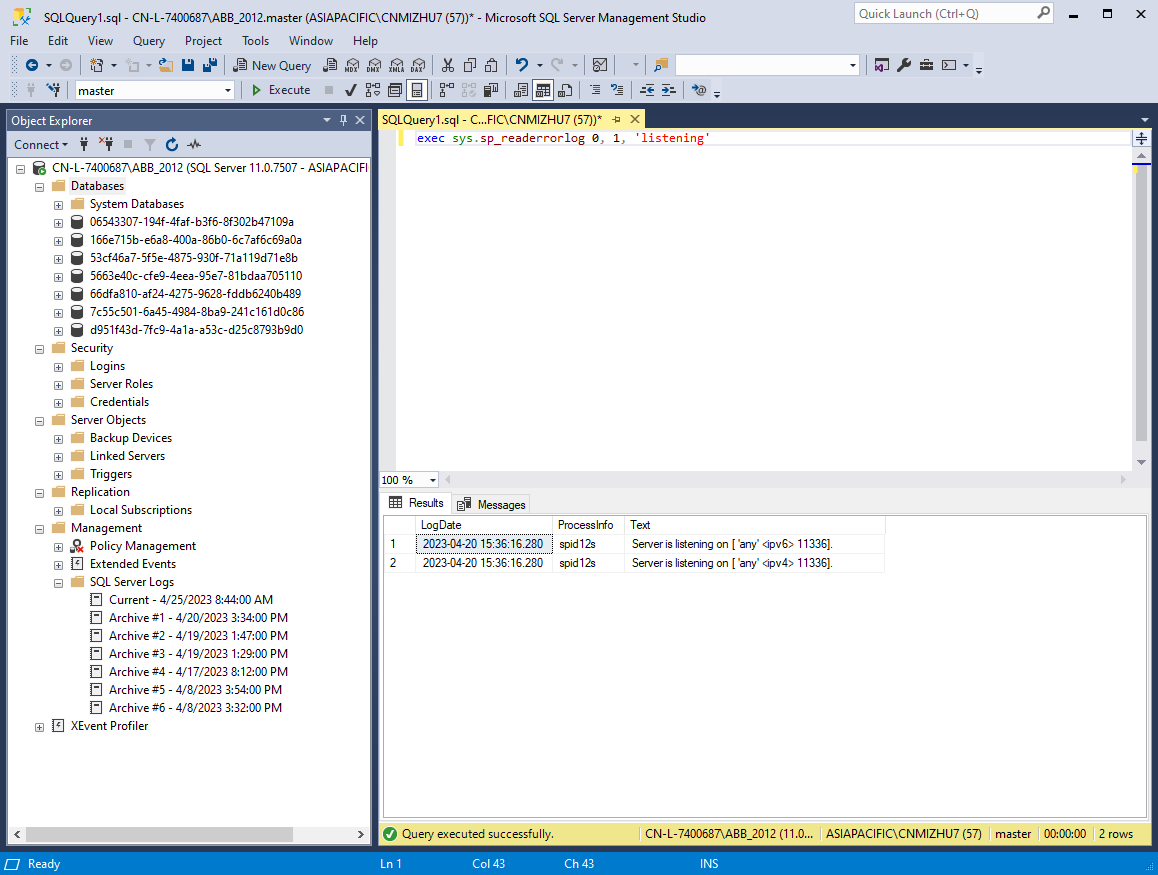 SQLQuery1.sql - CN-L-7400687\ABB_2012.master (ASIAPACIFIC\CNMIZHU7 (57))* - Microsoft SQL Server Management Studio
Quick Launch (Ctrl+Q)
File Edit View Query Project Tools Window Help
New Query MDX DMX XMLA DAX
master Execute
Object Explorer
Connect
CN-L-7400687\ABB_2012 (SQL Server 11.0.7507 - ASIAPACIFI
Databases
System Databases
06543307-194f-4faf-b3f6-8f302b47109a
166e715b-e6a8-400a-86b0-6c7af6c69a0a
53cf46a7-5f5e-4875-930f-71a119d71e8b
5663e40c-cfe9-4eea-95e7-81bdaa705110
66dfa810-af24-4275-9628-fddb6240b489
7c55c501-6a45-4984-8ba9-241c161d0c86
d951f43d-7fc9-4a1a-a53c-d25c8793b9d0
Security
Logins
Server Roles
Credentials
Server Objects
Backup Devices
Linked Servers
Triggers
Replication
Local Subscriptions
Management
Policy Management
Extended Events
SQL Server Logs
Current - 4/25/2023 8:44:00 AM
Archive #1 - 4/20/2023 3:34:00 PM
Archive #2 - 4/19/2023 1:47:00 PM
Archive #3 - 4/19/2023 1:29:00 PM
Archive #4 - 4/17/2023 8:12:00 PM
Archive #5 - 4/8/2023 3:54:00 PM
Archive #6 - 4/8/2023 3:32:00 PM
XEvent Profiler
SQLQuery1.sql - C...FIC\CNMIZHU7 (57))*
exec sys.sp_readerrorlog 0, 1, 'listening'
100 %
Results Messages
LogDate ProcessInfo Text
1 2023-04-20 15:36:16.280 spid12s Server is listening on [ 'any' <ipv6> 11336].
2 2023-04-20 15:36:16.280 spid12s Server is listening on [ 'any' <ipv4> 11336].
Query executed successfully. CN-L-7400687\ABB_2012 (11.0... ASIAPACIFIC\CNMIZHU7 (57) master 00:00:00 2 rows
Ready Ln 1 Col 43 Ch 43 INS